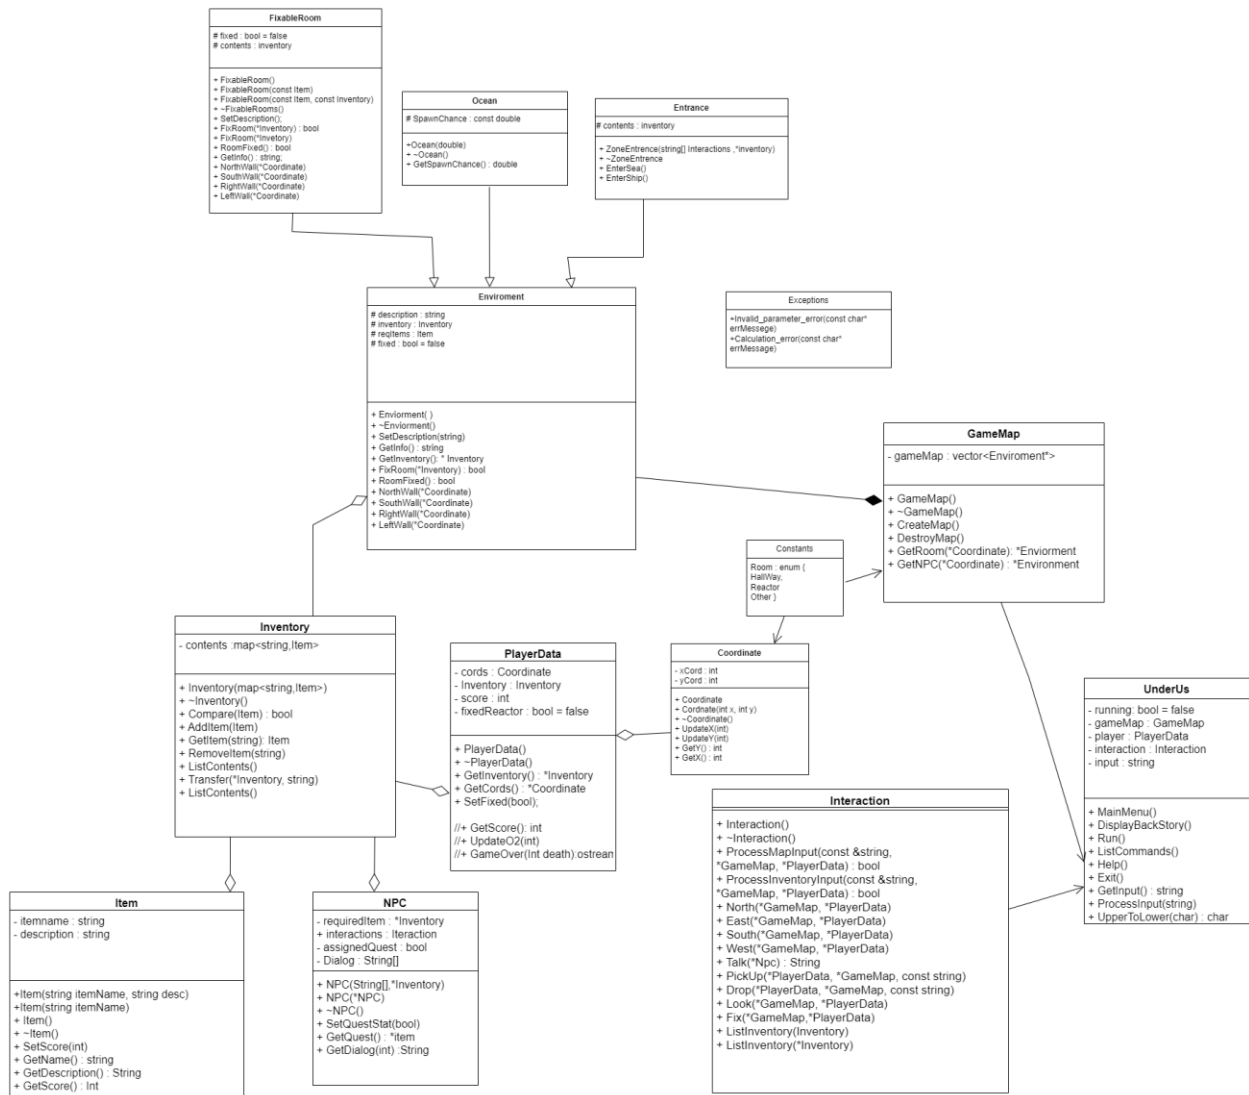 FixableRoom
# fixed : bool = false
# contents : inventory
+ FixableRoom()
+ FixableRoom(const Item)
+ FixableRoom(const Item, const Inventory)
+ ~FixableRooms()
+ SetDescription();
+ FixRoom(*Inventory) : bool
+ FixRoom(*Invetory)
+ RoomFixed() : bool
+ GetInfo() : string;
+ NorthWall(*Coordinate)
+ SouthWall(*Coordinate)
+ RightWall(*Coordinate)
+ LeftWall(*Coordinate)
Ocean
# SpawnChance : const double
+Ocean(double)
+ ~Ocean()
+ GetSpawnChance() : double
Entrance
# contents : inventory
+ ZoneEntrence(string[] Interactions ,*inventory)
+ ~ZoneEntrence
+ EnterSea()
+ EnterShip()
Enviroment
# description : string
# inventory : Inventory
# reqItems : Item
# fixed : bool = false
+ Enviorment( )
+ ~Enviorment()
+ SetDescription(string)
+ GetInfo() : string
+ GetInventory(): * Inventory
+ FixRoom(*Inventory) : bool
+ RoomFixed() : bool
+ NorthWall(*Coordinate)
+ SouthWall(*Coordinate)
+ RightWall(*Coordinate)
+ LeftWall(*Coordinate)
Exceptions
+Invalid_parameter_error(const char*
errMessege)
+Calculation_error(const char*
errMessage)
GameMap
- gameMap : vector<Enviroment*>
+ GameMap()
+ ~GameMap()
+ CreateMap()
+ DestroyMap()
+ GetRoom(*Coordinate): *Enviorment
+ GetNPC(*Coordinate) : *Environment
Constants
Room : enum {
HallWay,
Reactor
Other }
Inventory
- contents :map<string,Item>
+ Inventory(map<string,Item>)
+ ~Inventory()
+ Compare(Item) : bool
+ AddItem(Item)
+ GetItem(string): Item
+ RemoveItem(string)
+ ListContents()
+ Transfer(*Inventory, string)
+ ListContents()
PlayerData
- cords : Coordinate
- Inventory : Inventory
- score : int
- fixedReactor : bool = false
+ PlayerData()
+ ~PlayerData()
+ GetInventory() : *Inventory
+ GetCords() : *Coordinate
+ SetFixed(bool);
//+ GetScore(): int
//+ UpdateO2(int)
//+ GameOver(Int death):ostream
Coordinate
- xCord : int
- yCord : int
+ Coordinate
+ Cordnate(int x, int y)
+ ~Coordinate()
+ UpdateX(int)
+ UpdateY(int)
+ GetY() : int
+ GetX() : int
UnderUs
- running: bool = false
- gameMap : GameMap
- player : PlayerData
- interaction : Interaction
- input : string
+ MainMenu()
+ DisplayBackStory()
+ Run()
+ ListCommands()
+ Help()
+ Exit()
+ GetInput() : string
+ ProcessInput(string)
+ UpperToLower(char) : char
Interaction
+ Interaction()
+ ~Interaction()
+ ProcessMapInput(const &string,
*GameMap, *PlayerData) : bool
+ ProcessInventoryInput(const &string,
*GameMap, *PlayerData) : bool
+ North(*GameMap, *PlayerData)
+ East(*GameMap, *PlayerData)
+ South(*GameMap, *PlayerData)
+ West(*GameMap, *PlayerData)
+ Talk(*Npc) : String
+ PickUp(*PlayerData, *GameMap, const string)
+ Drop(*PlayerData, *GameMap, const string)
+ Look(*GameMap, *PlayerData)
+ Fix(*GameMap,*PlayerData)
+ ListInventory(Inventory)
+ ListInventory(*Inventory)
Item
- itemname : string
- description : string
+Item(string itemName, string desc)
+Item(string itemName)
+ Item()
+ ~Item()
+ SetScore(int)
+ GetName() : string
+ GetDescription() : String
+ GetScore() : Int
NPC
- requiredItem : *Inventory
+ interactions : Iteraction
- assignedQuest : bool
- Dialog : String[]
+ NPC(String[],*Inventory)
+ NPC(*NPC)
+ ~NPC()
+ SetQuestStat(bool)
+ GetQuest() : *item
+ GetDialog(int) :String